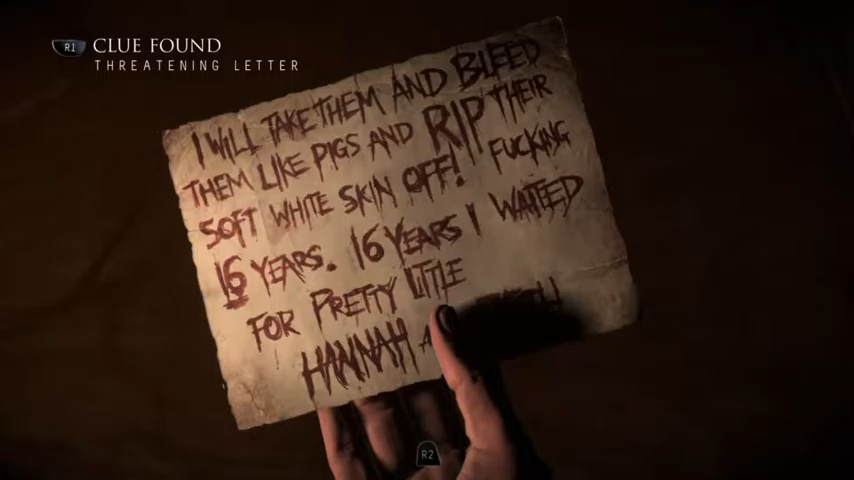 R1 CLUE FOUND
THREATENING LETTER
I WILL TAKE THEM AND BLEED
THEM LIKE PIGS AND RIP THEIR
SOFT WHITE SKIN OFF! FUCKING
16 YEARS. 16 YEARS I WAITED
FOR PRETTY LITTLE
HANNAH
R2